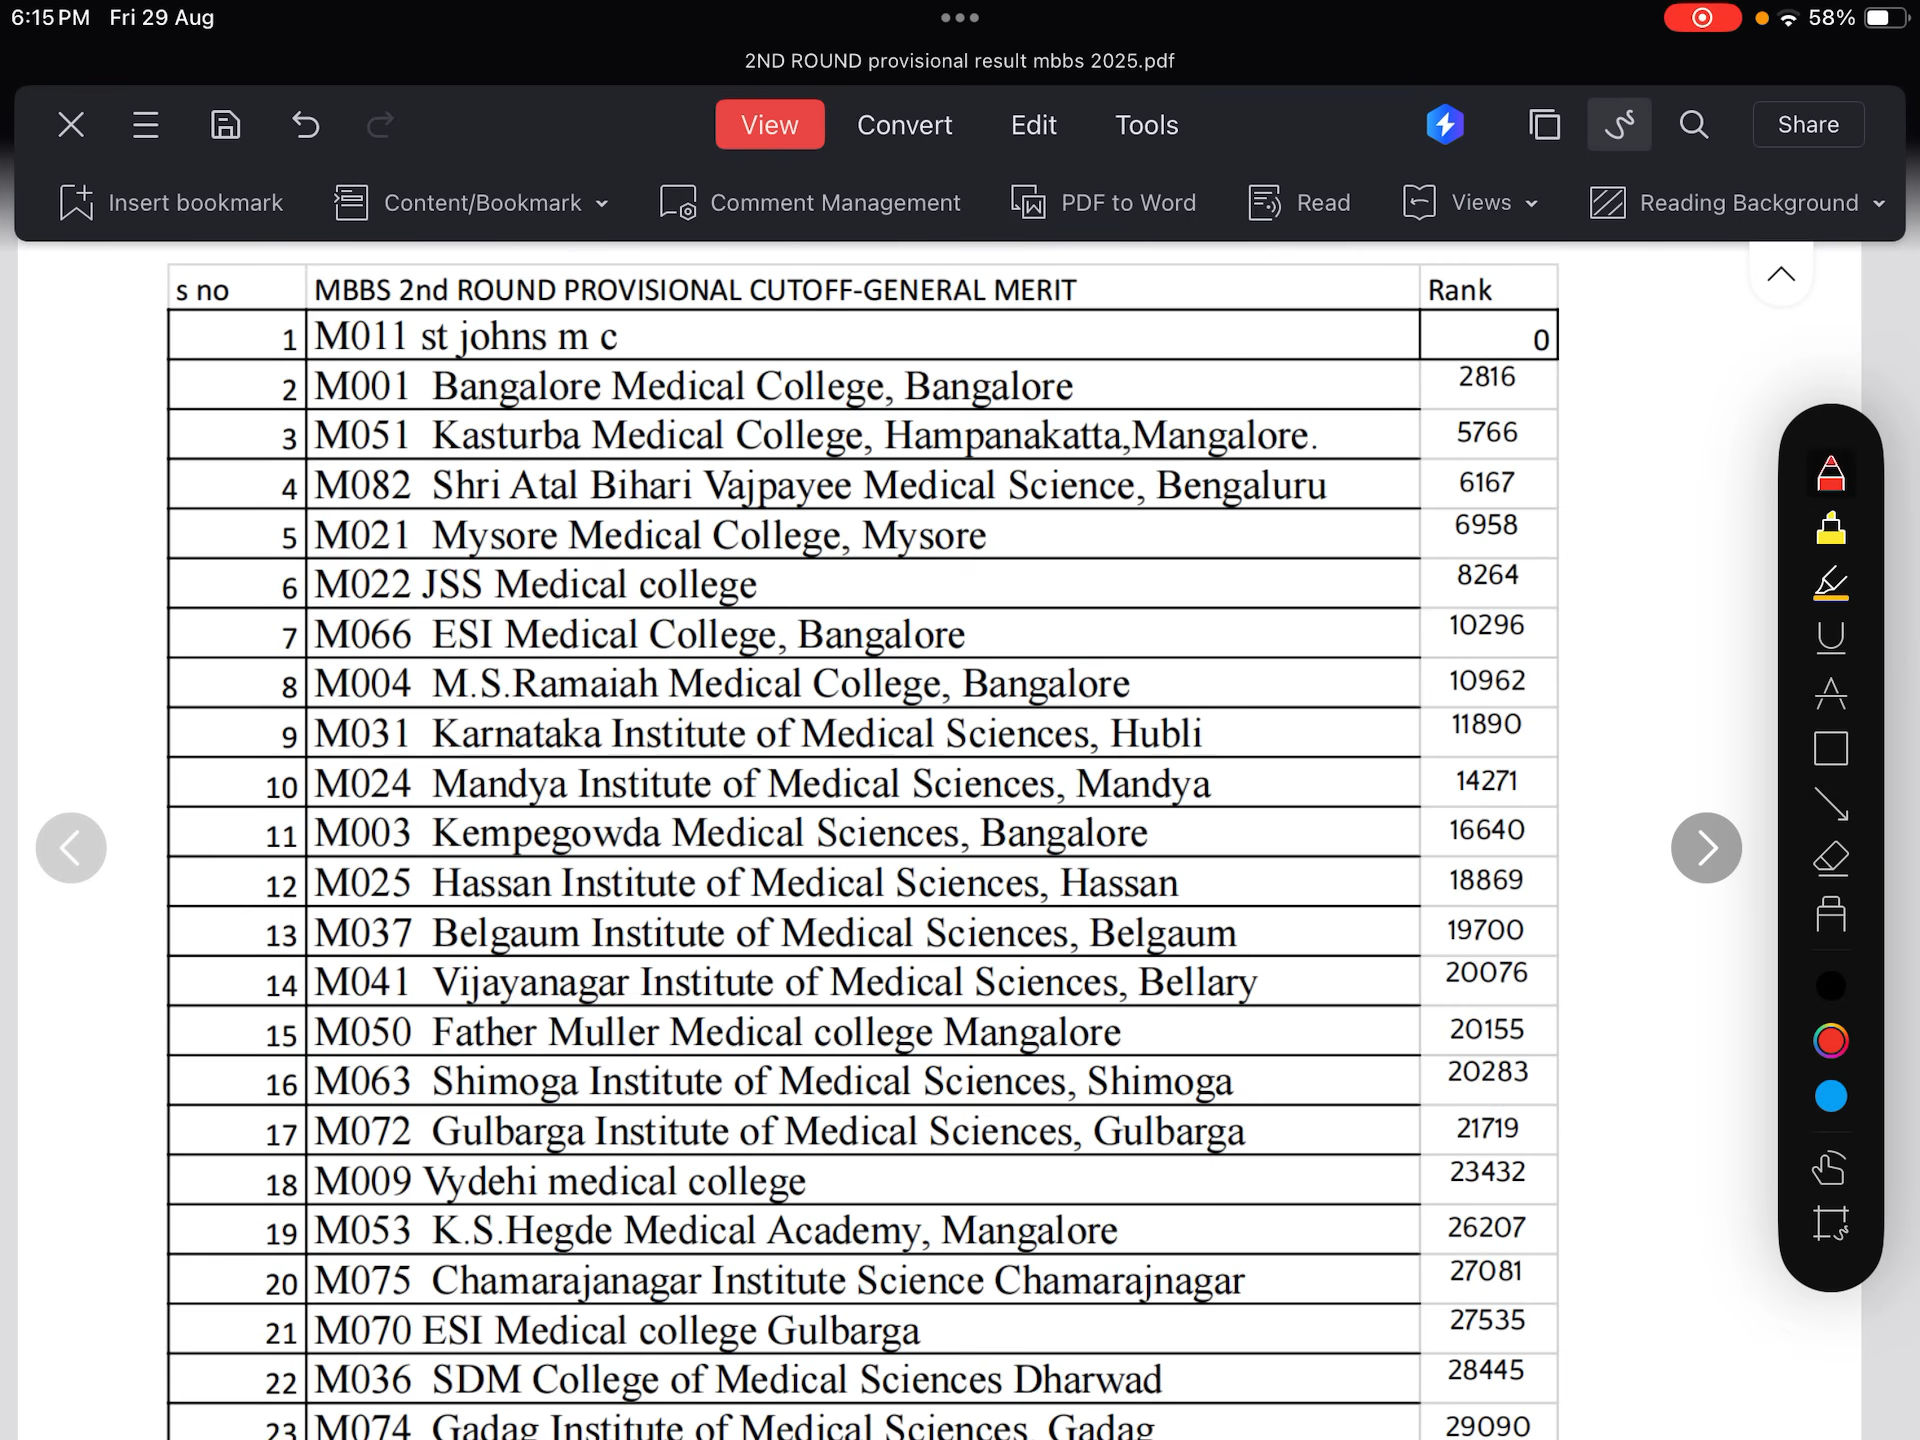 6:15 PM Fri 29 Aug
58%
2ND ROUND provisional result mbbs 2025.pdf
View Convert Edit Tools Share
Insert bookmark Content/Bookmark Comment Management PDF to Word Read Views Reading Background
s no MBBS 2nd ROUND PROVISIONAL CUTOFF-GENERAL MERIT Rank
1 M011 st johns m c 0
2 M001 Bangalore Medical College, Bangalore 2816
3 M051 Kasturba Medical College, Hampanakatta,Mangalore. 5766
4 M082 Shri Atal Bihari Vajpayee Medical Science, Bengaluru 6167
5 M021 Mysore Medical College, Mysore 6958
6 M022 JSS Medical college 8264
7 M066 ESI Medical College, Bangalore 10296
8 M004 M.S.Ramaiah Medical College, Bangalore 10962
9 M031 Karnataka Institute of Medical Sciences, Hubli 11890
10 M024 Mandya Institute of Medical Sciences, Mandya 14271
11 M003 Kempegowda Medical Sciences, Bangalore 16640
12 M025 Hassan Institute of Medical Sciences, Hassan 18869
13 M037 Belgaum Institute of Medical Sciences, Belgaum 19700
14 M041 Vijayanagar Institute of Medical Sciences, Bellary 20076
15 M050 Father Muller Medical college Mangalore 20155
16 M063 Shimoga Institute of Medical Sciences, Shimoga 20283
17 M072 Gulbarga Institute of Medical Sciences, Gulbarga 21719
18 M009 Vydehi medical college 23432
19 M053 K.S.Hegde Medical Academy, Mangalore 26207
20 M075 Chamarajanagar Institute Science Chamarajnagar 27081
21 M070 ESI Medical college Gulbarga 27535
22 M036 SDM College of Medical Sciences Dharwad 28445
23 M074 Gadag Institute of Medical Sciences, Gadag 29090